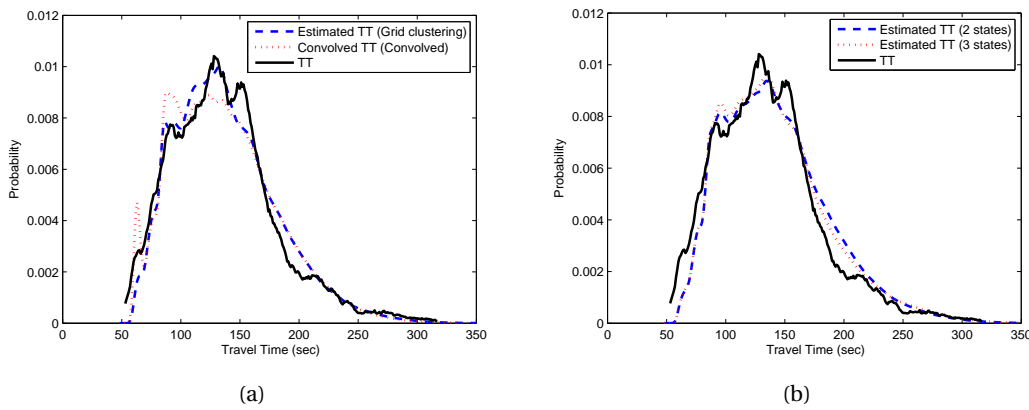 0.012
0.01
0.008
0.006
0.004
0.002
0
Probability
Estimated TT (Grid clustering)
Convolved TT (Convolved)
TT
0 50 100 150 200 250 300 350
Travel Time (sec)
(a)
0.012
0.01
0.008
0.006
0.004
0.002
0
Probability
Estimated TT (2 states)
Estimated TT (3 states)
TT
0 50 100 150 200 250 300 350
Travel Time (sec)
(b)